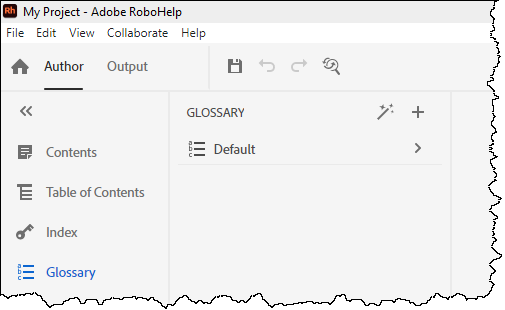 Rh My Project - Adobe RoboHelp
File Edit View Collaborate Help
Author Output
GLOSSARY
Default
Contents
Table of Contents
Index
Glossary